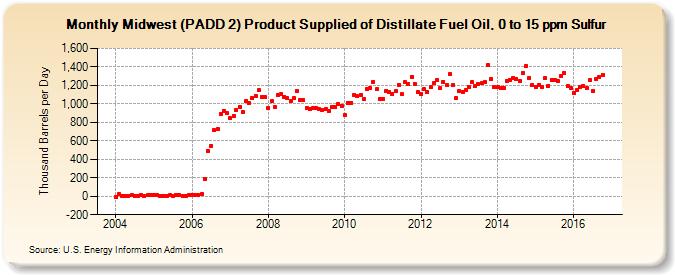 Monthly Midwest (PADD 2) Product Supplied of Distillate Fuel Oil, 0 to 15 ppm Sulfur
Thousand Barrels per Day
1,600
1,400
1,200
1,000
800
600
400
200
0
-200
2004 2006 2008 2010 2012 2014 2016
Source: U.S. Energy Information Administration